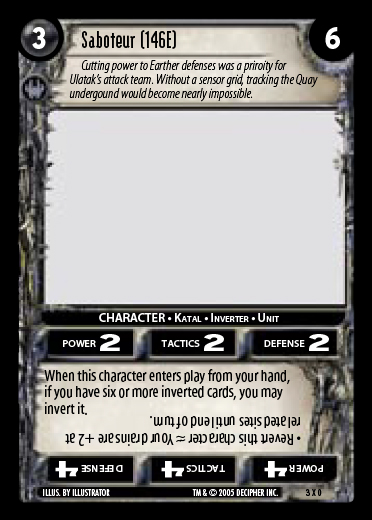 3
Saboteur (146E)
6
Cutting power to Earther defenses was a priroity for
Ulatak's attack team. Without a sensor grid, tracking the Quay
undergound would become nearly impossible.
CHARACTER • KATAL • INVERTER • UNIT
POWER 2 TACTICS 2 DEFENSE 2
When this character enters play from your hand,
if you have six or more inverted cards, you may
invert it.
• Revert this character ≈ Your drains are +2 at
related sites until end of turn.
POWER 4 TACTICS 4 DEFENSE 4
ILLUS. BY ILLUSTRATOR TM & © 2005 DECIPHER INC. 3 X 0